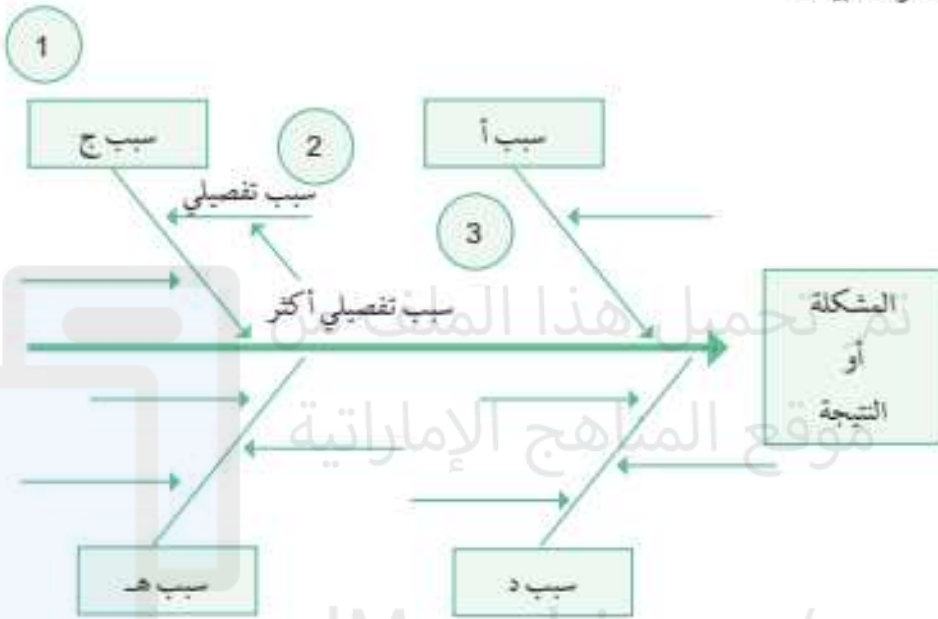 1
سبب ج
2
سبب أ
سبب تفصيلي
3
سبب تفصيلي أكثر
المشكلة
أو
النتيجة
تم تحميل هذا الملف من
موقع المناهج الإماراتية
سبب هـ
سبب د